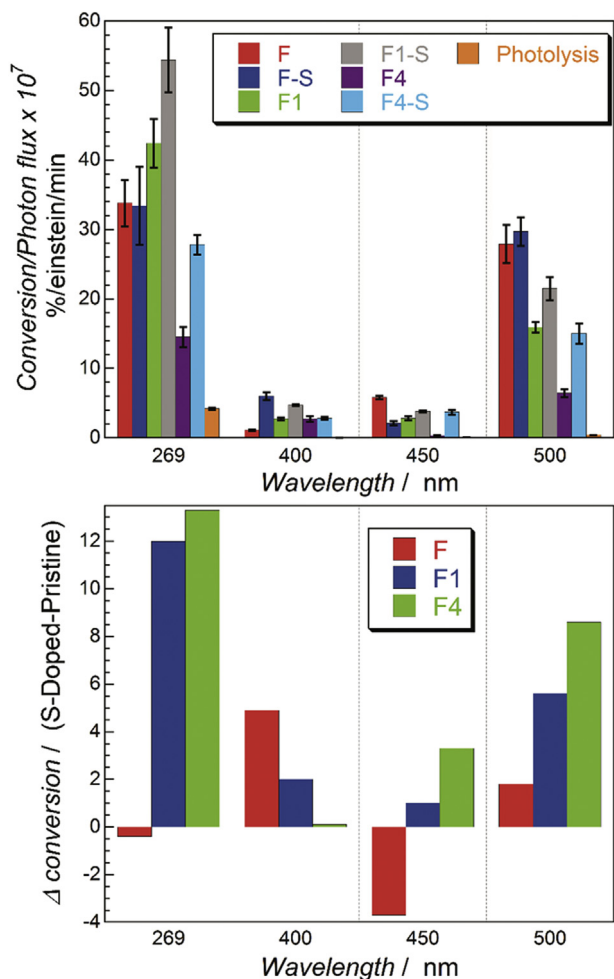 60
50
40
30
20
10
0
Conversion/Photon flux x 10⁷
%/einstein/min
F F1-S Photolysis
F-S F4
F1 F4-S
269 400 450 500
Wavelength / nm
12
10
8
6
4
2
0
-2
-4
Δ conversion / (S-Doped-Pristine)
F
F1
F4
269 400 450 500
Wavelength / nm